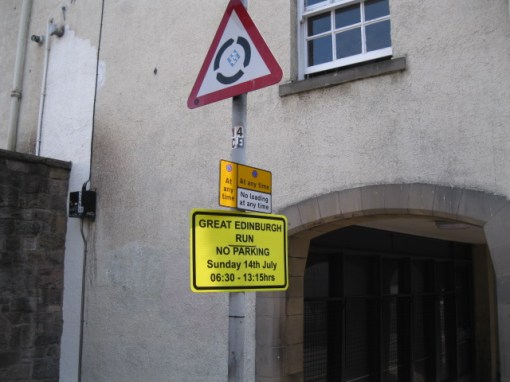 14
At any time
At any time
No loading
at any time
GREAT EDINBURGH
RUN
NO PARKING
Sunday 14th July
06:30 - 13:15hrs